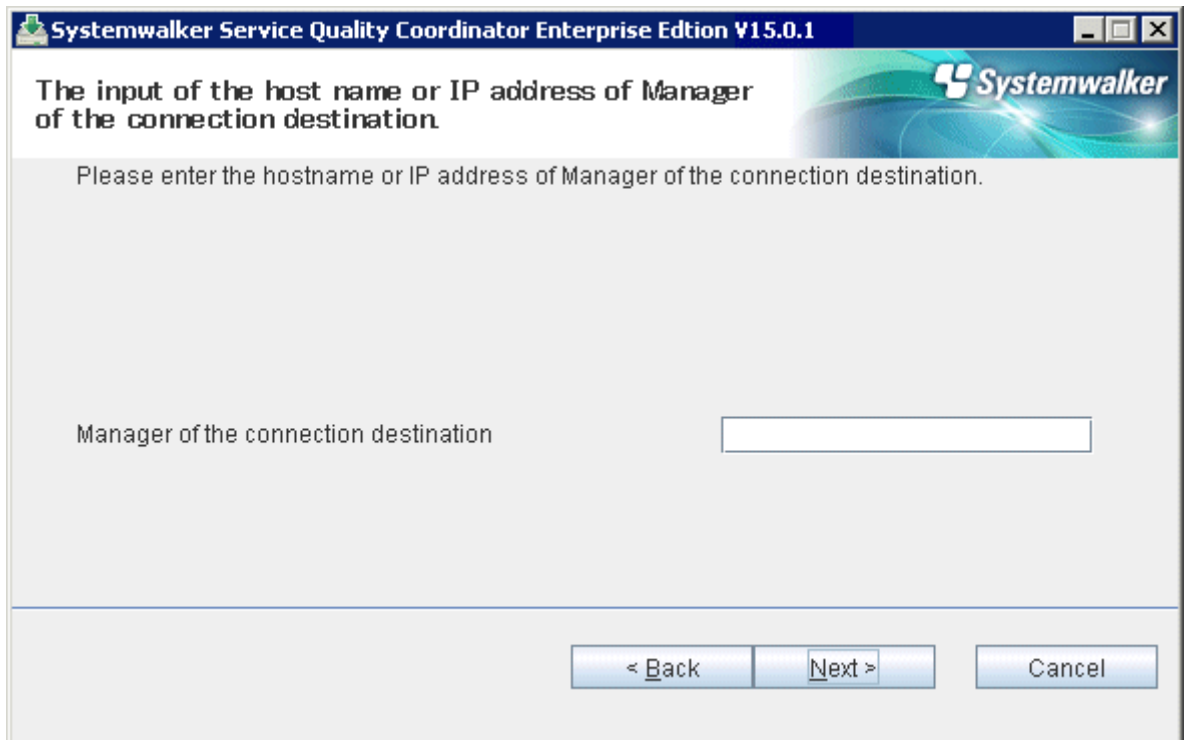 Systemwalker Service Quality Coordinator Enterprise Edtion V15.0.1
The input of the host name or IP address of Manager
of the connection destination.
Systemwalker
Please enter the hostname or IP address of Manager of the connection destination.
Manager of the connection destination
< Back
Next >
Cancel